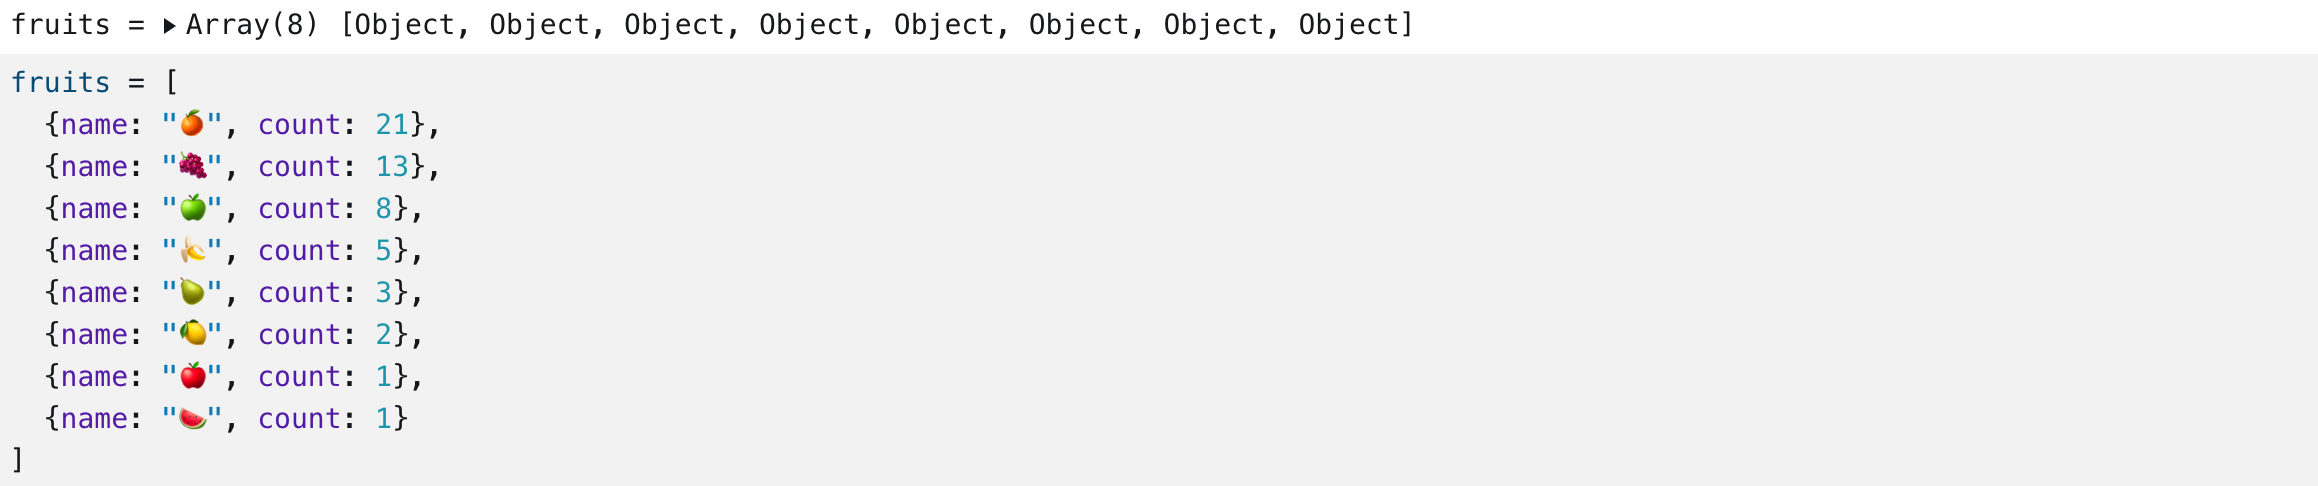 fruits = ▸Array(8) [Object, Object, Object, Object, Object, Object, Object, Object]
fruits = [
  {name: "🍊", count: 21},
  {name: "🍇", count: 13},
  {name: "🍏", count: 8},
  {name: "🍌", count: 5},
  {name: "🍐", count: 3},
  {name: "🍋", count: 2},
  {name: "🍎", count: 1},
  {name: "🍉", count: 1}
]